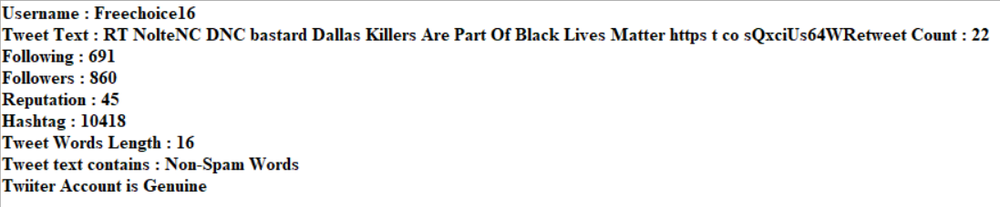 Username : Freechoice16
Tweet Text : RT NolteNC DNC bastard Dallas Killers Are Part Of Black Lives Matter https t co sQxciUs64WRetweet Count : 22
Following : 691
Followers : 860
Reputation : 45
Hashtag : 10418
Tweet Words Length : 16
Tweet text contains : Non-Spam Words
Twiiter Account is Genuine